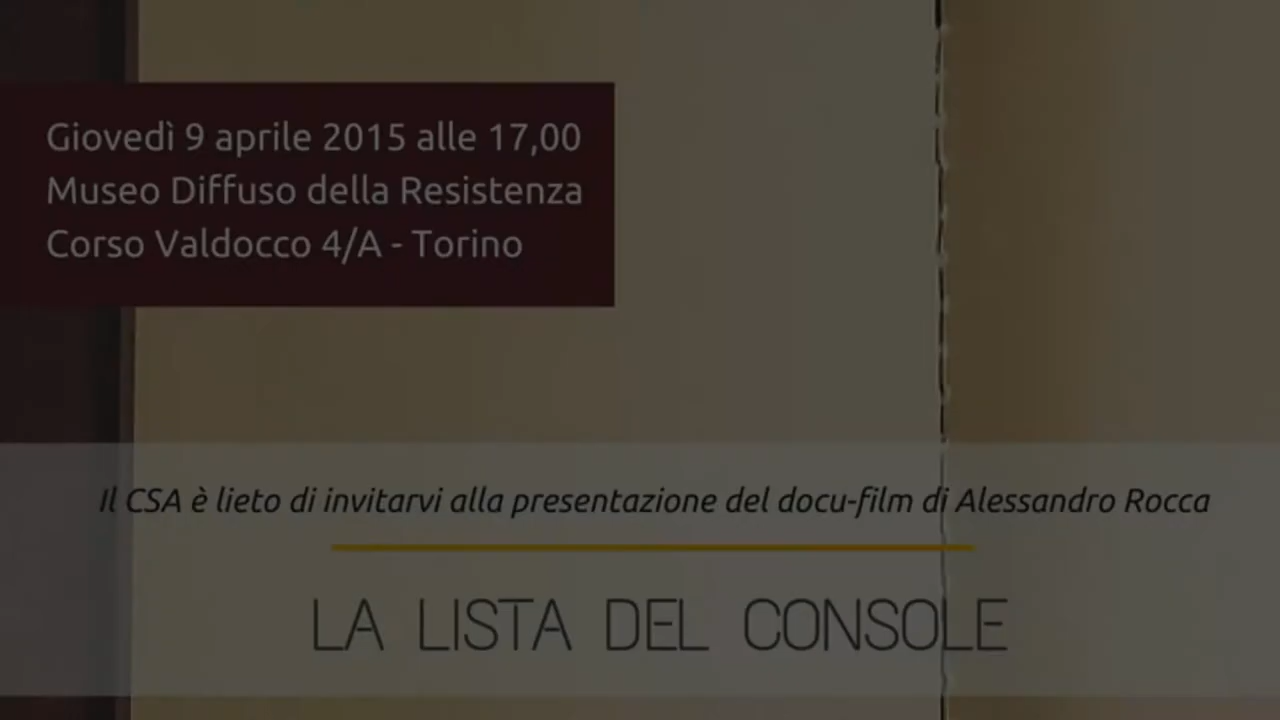 Giovedì 9 aprile 2015 alle 17,00
Museo Diffuso della Resistenza
Corso Valdocco 4/A - Torino
Il CSA è lieto di invitarvi alla presentazione del docu-film di Alessandro Rocca
LA LISTA DEL CONSOLE